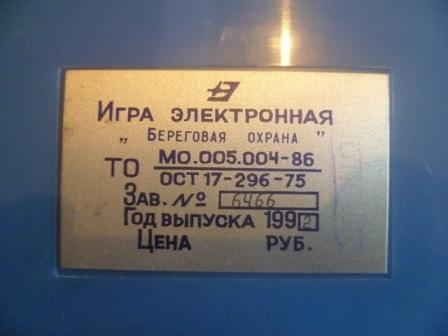 Игра электронная
„ Береговая охрана "
ТО МО.005.004-86
ОСТ 17-296-75
Зав. № 6466
Год выпуска 1992
Цена РУБ.